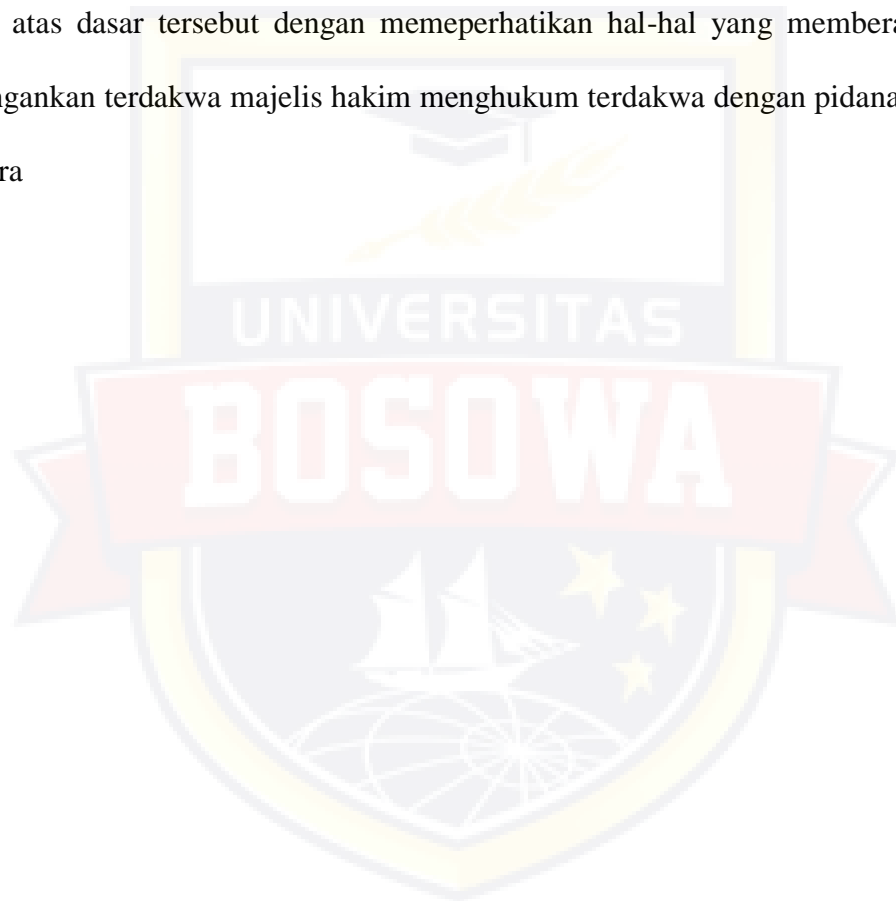 atas dasar tersebut dengan memeperhatikan hal-hal yang membera
ngankan terdakwa majelis hakim menghukum terdakwa dengan pidana
ra
UNIVERSITAS
BOSOWA